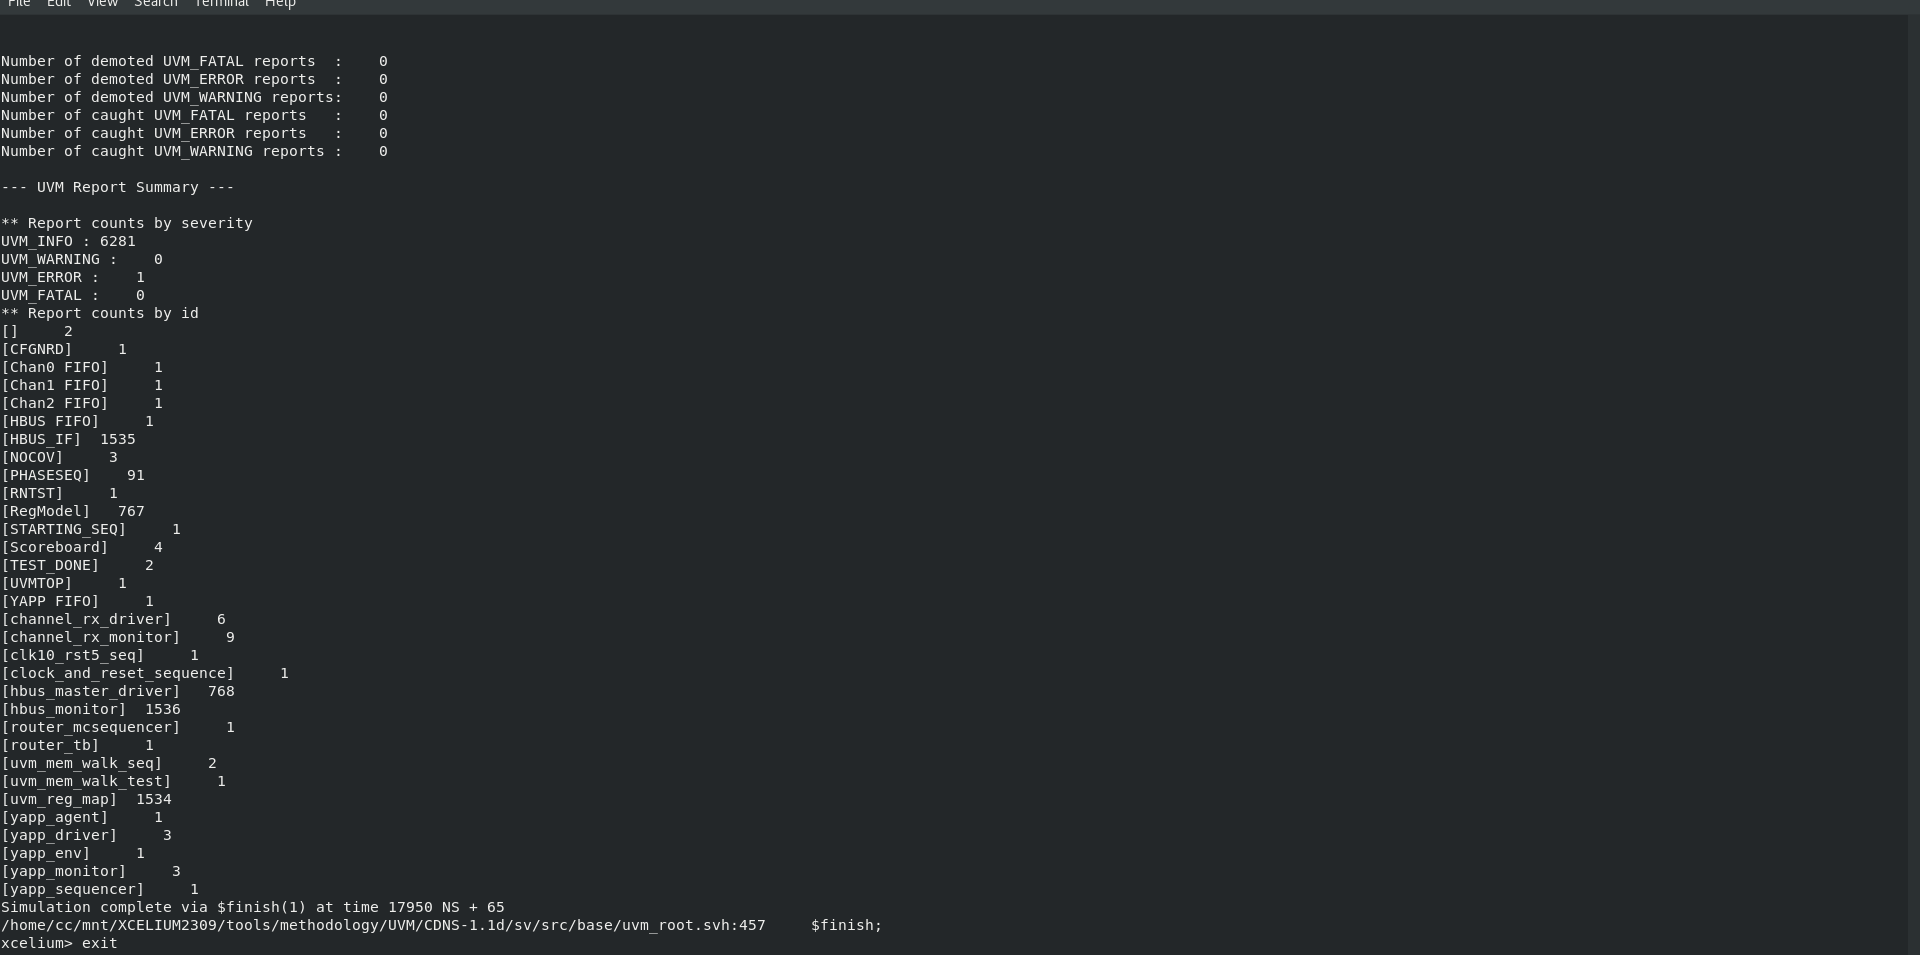 File Edit View Search Terminal Help
Number of demoted UVM_FATAL reports  :    0
Number of demoted UVM_ERROR reports  :    0
Number of demoted UVM_WARNING reports:    0
Number of caught UVM_FATAL reports   :    0
Number of caught UVM_ERROR reports   :    0
Number of caught UVM_WARNING reports :    0
--- UVM Report Summary ---
** Report counts by severity
UVM_INFO : 6281
UVM_WARNING :    0
UVM_ERROR :    1
UVM_FATAL :    0
** Report counts by id
[]     2
[CFGNRD]     1
[Chan0 FIFO]     1
[Chan1 FIFO]     1
[Chan2 FIFO]     1
[HBUS FIFO]     1
[HBUS_IF]  1535
[NOCOV]     3
[PHASESEQ]    91
[RNTST]     1
[RegModel]   767
[STARTING_SEQ]     1
[Scoreboard]     4
[TEST_DONE]     2
[UVMTOP]     1
[YAPP FIFO]     1
[channel_rx_driver]     6
[channel_rx_monitor]     9
[clk10_rst5_seq]     1
[clock_and_reset_sequence]     1
[hbus_master_driver]   768
[hbus_monitor]  1536
[router_mcsequencer]     1
[router_tb]     1
[uvm_mem_walk_seq]     2
[uvm_mem_walk_test]     1
[uvm_reg_map]  1534
[yapp_agent]     1
[yapp_driver]     3
[yapp_env]     1
[yapp_monitor]     3
[yapp_sequencer]     1
Simulation complete via $finish(1) at time 17950 NS + 65
/home/cc/mnt/XCELIUM2309/tools/methodology/UVM/CDNS-1.1d/sv/src/base/uvm_root.svh:457     $finish;
xcelium> exit